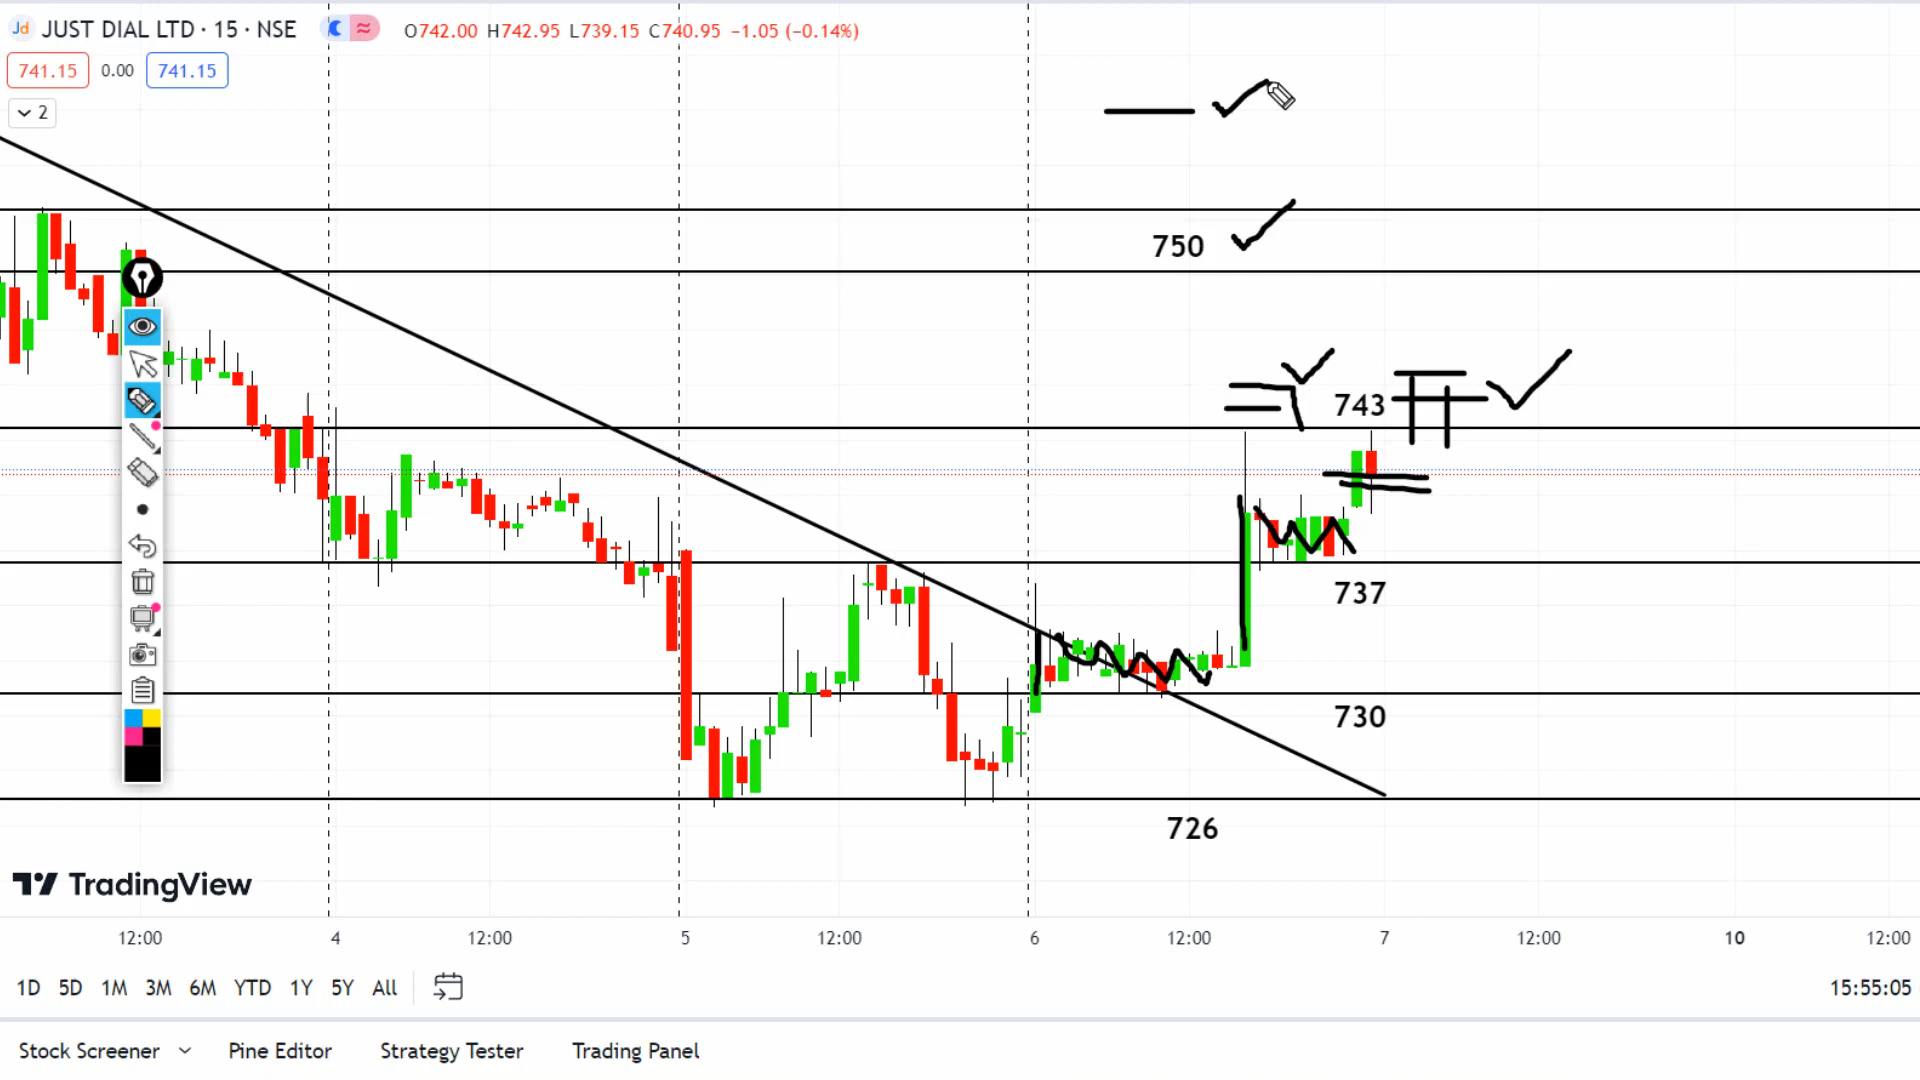 Jd JUST DIAL LTD · 15 · NSE O742.00 H742.95 L739.15 C740.95 −1.05 (−0.14%)
741.15 0.00 741.15
2
750
743
737
730
726
TradingView
12:00 4 12:00 5 12:00 6 12:00 7 12:00 10 12:00
1D 5D 1M 3M 6M YTD 1Y 5Y All 15:55:05
Stock Screener Pine Editor Strategy Tester Trading Panel